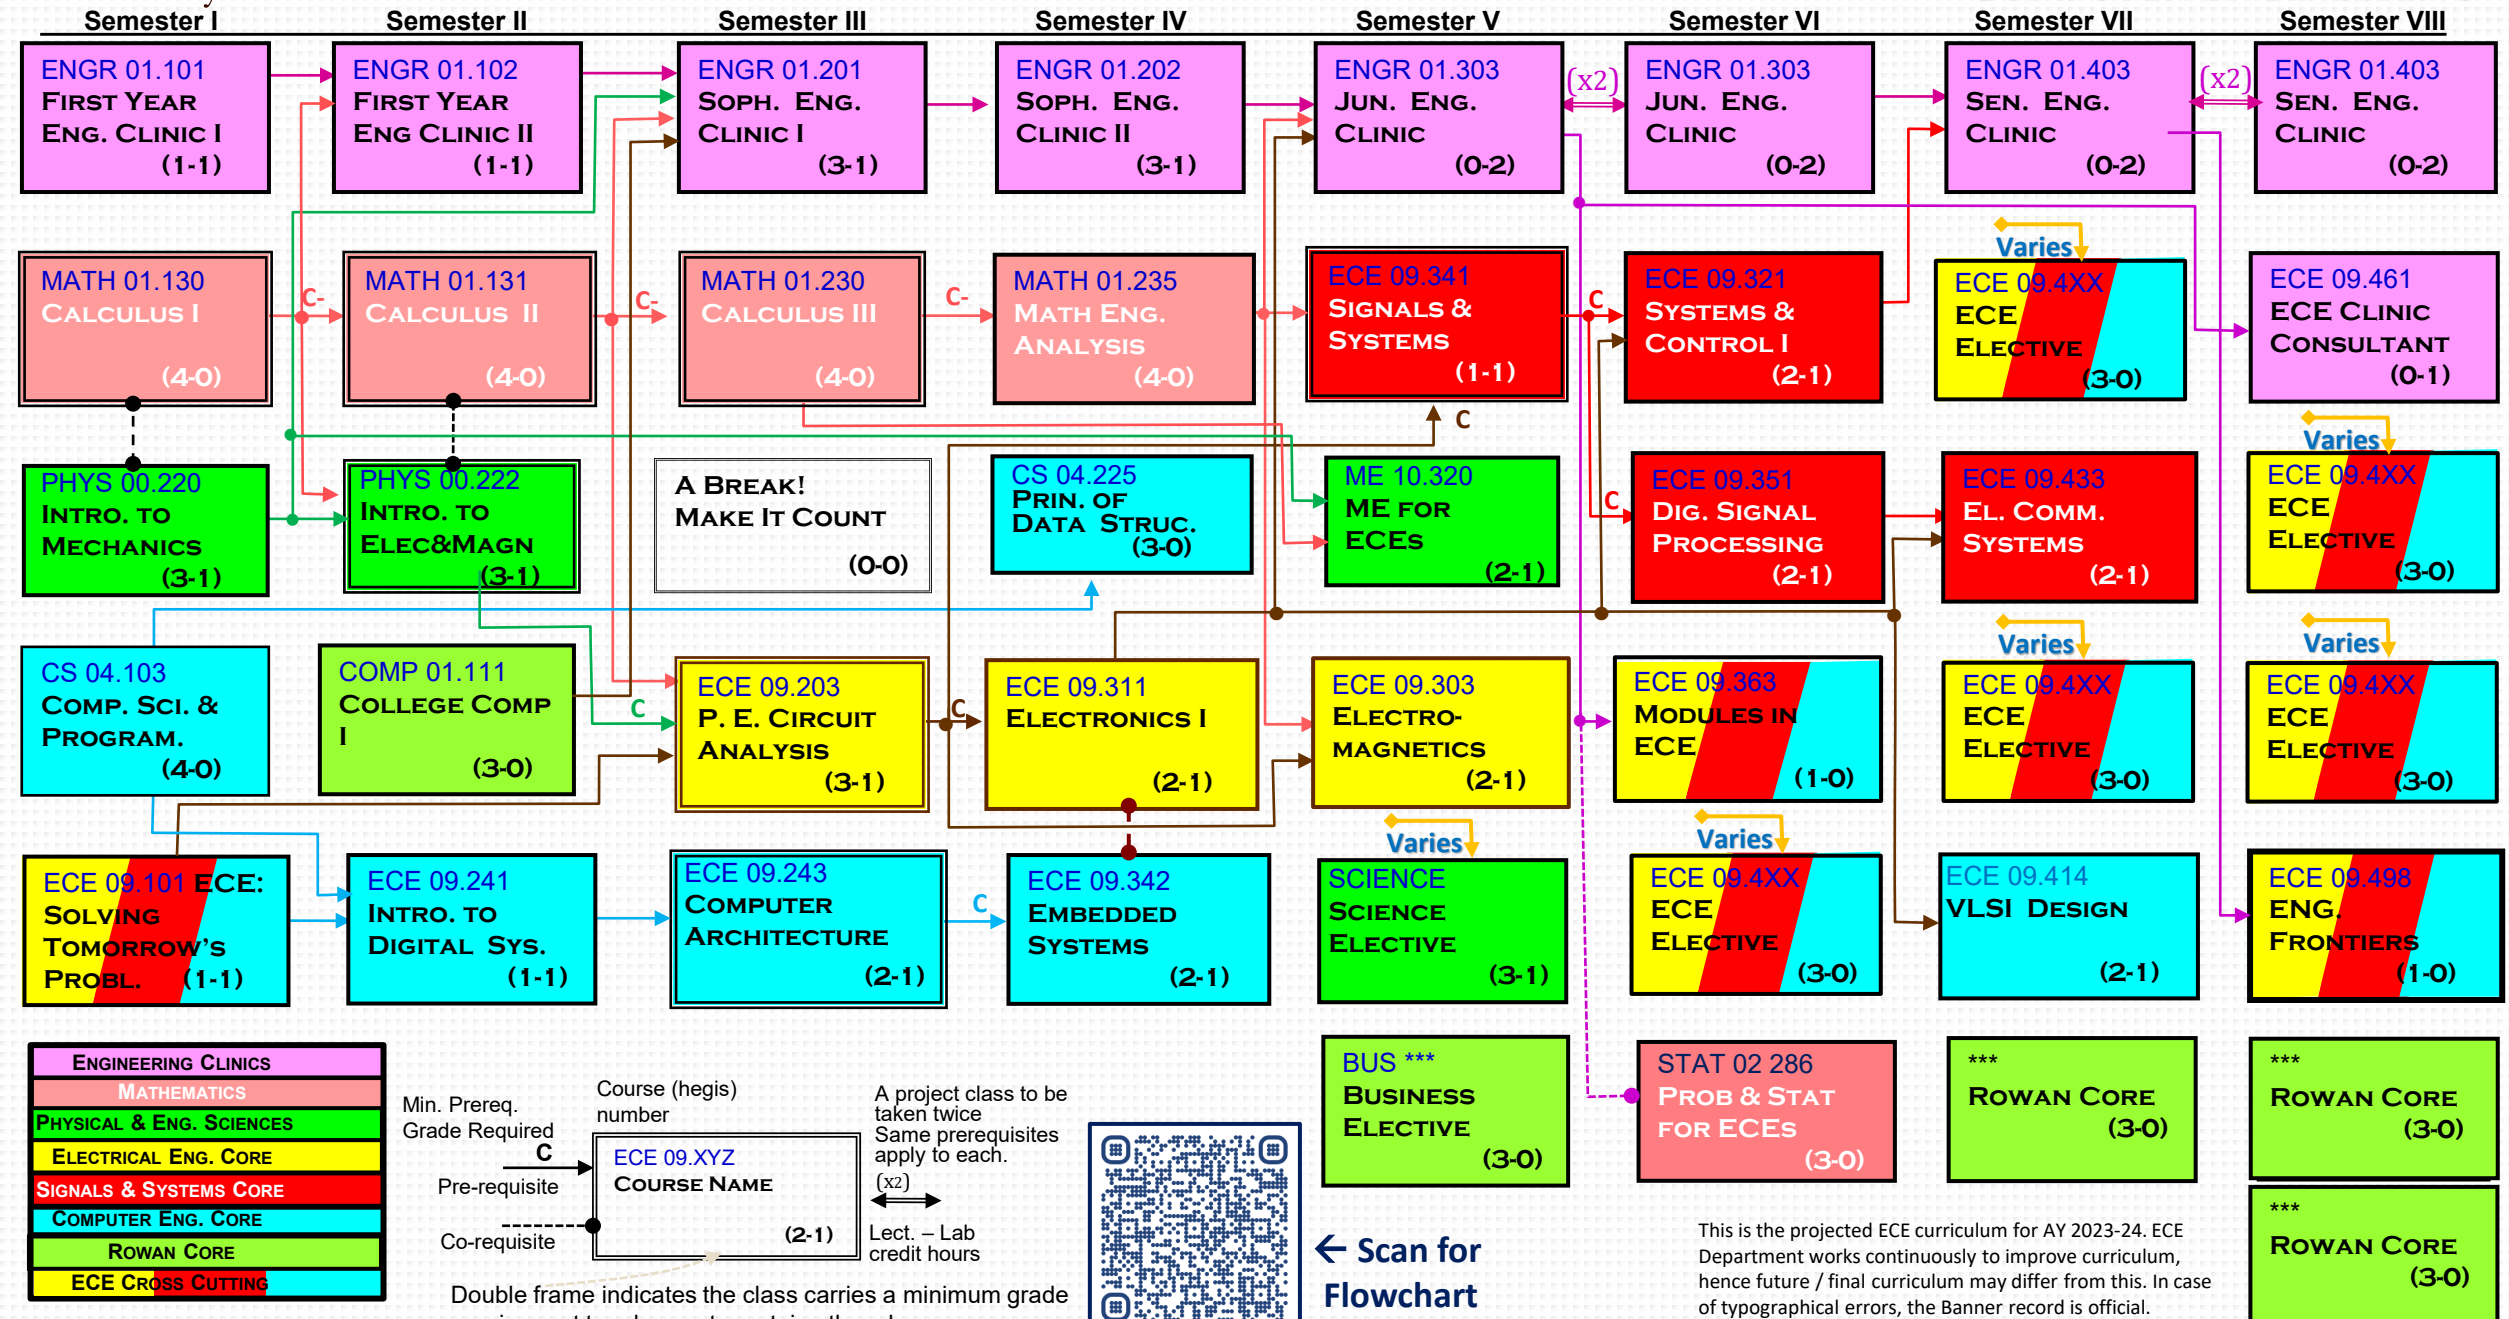 Semester I
Semester II
Semester III
Semester IV
Semester V
Semester VI
Semester VII
Semester VIII
ENGR 01.101
FIRST YEAR
ENG. CLINIC I
(1-1)
ENGR 01.102
FIRST YEAR
ENG CLINIC II
(1-1)
ENGR 01.201
SOPH. ENG.
CLINIC I
(3-1)
ENGR 01.202
SOPH. ENG.
CLINIC II
(3-1)
ENGR 01.303
JUN. ENG.
CLINIC
(0-2)
(x2)
ENGR 01.303
JUN. ENG.
CLINIC
(0-2)
ENGR 01.403
SEN. ENG.
CLINIC
(0-2)
(x2)
ENGR 01.403
SEN. ENG.
CLINIC
(0-2)
MATH 01.130
CALCULUS I
(4-0)
C-
MATH 01.131
CALCULUS II
(4-0)
C-
MATH 01.230
CALCULUS III
(4-0)
C-
MATH 01.235
MATH ENG.
ANALYSIS
(4-0)
ECE 09.341
SIGNALS &
SYSTEMS
(1-1)
C
C
ECE 09.321
SYSTEMS &
CONTROL I
(2-1)
Varies
ECE 09.4XX
ECE
ELECTIVE
(3-0)
ECE 09.461
ECE CLINIC
CONSULTANT
(0-1)
PHYS 00.220
INTRO. TO
MECHANICS
(3-1)
PHYS 00.222
INTRO. TO
ELEC&MAGN
(3-1)
A BREAK!
MAKE IT COUNT
(0-0)
CS 04.225
PRIN. OF
DATA STRUC.
(3-0)
ME 10.320
ME FOR
ECES
(2-1)
C
ECE 09.351
DIG. SIGNAL
PROCESSING
(2-1)
ECE 09.433
EL. COMM.
SYSTEMS
(2-1)
Varies
ECE 09.4XX
ECE
ELECTIVE
(3-0)
CS 04.103
COMP. SCI. &
PROGRAM.
(4-0)
COMP 01.111
COLLEGE COMP
I
(3-0)
C
ECE 09.203
P. E. CIRCUIT
ANALYSIS
(3-1)
C
ECE 09.311
ELECTRONICS I
(2-1)
ECE 09.303
ELECTRO-
MAGNETICS
(2-1)
ECE 09.363
MODULES IN
ECE
(1-0)
Varies
ECE 09.4XX
ECE
ELECTIVE
(3-0)
Varies
ECE 09.4XX
ECE
ELECTIVE
(3-0)
ECE 09.101 ECE:
SOLVING
TOMORROW'S
PROBL. (1-1)
ECE 09.241
INTRO. TO
DIGITAL SYS.
(1-1)
ECE 09.243
COMPUTER
ARCHITECTURE
(2-1)
C
ECE 09.342
EMBEDDED
SYSTEMS
(2-1)
Varies
SCIENCE
SCIENCE
ELECTIVE
(3-1)
Varies
ECE 09.4XX
ECE
ELECTIVE
(3-0)
ECE 09.414
VLSI DESIGN
(2-1)
ECE 09.498
ENG.
FRONTIERS
(1-0)
BUS ***
BUSINESS
ELECTIVE
(3-0)
STAT 02 286
PROB & STAT
FOR ECES
(3-0)
***
ROWAN CORE
(3-0)
***
ROWAN CORE
(3-0)
***
ROWAN CORE
(3-0)
ENGINEERING CLINICS
MATHEMATICS
PHYSICAL & ENG. SCIENCES
ELECTRICAL ENG. CORE
SIGNALS & SYSTEMS CORE
COMPUTER ENG. CORE
ROWAN CORE
ECE CROSS CUTTING
Min. Prereq.
Grade Required
C
Pre-requisite
Co-requisite
Course (hegis)
number
ECE 09.XYZ
COURSE NAME
(2-1)
A project class to be
taken twice
Same prerequisites
apply to each.
(x2)
Lect. – Lab
credit hours
Double frame indicates the class carries a minimum grade
← Scan for
Flowchart
This is the projected ECE curriculum for AY 2023-24. ECE
Department works continuously to improve curriculum,
hence future / final curriculum may differ from this. In case
of typographical errors, the Banner record is official.